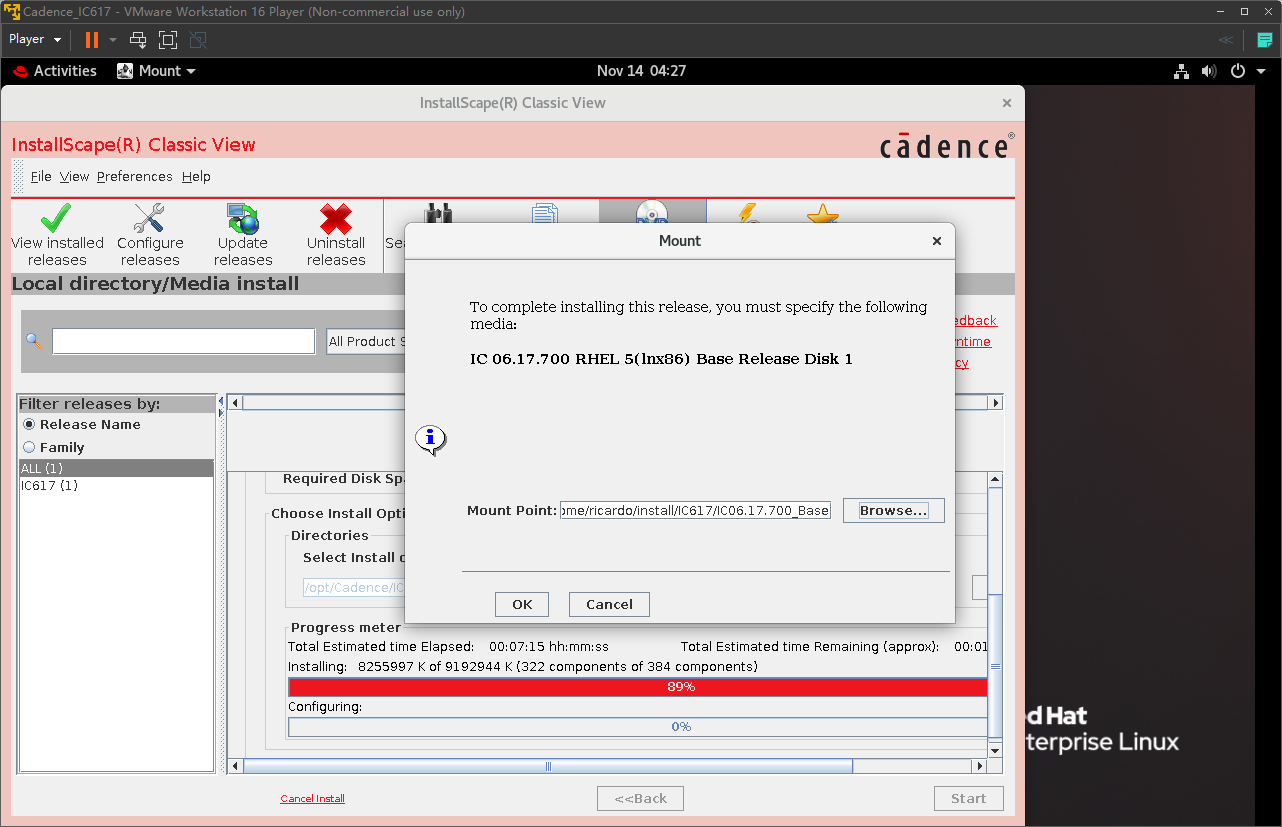 Cadence_IC617 - VMware Workstation 16 Player (Non-commercial use only)
Player
Activities
Mount
Nov 14 04:27
InstallScape(R) Classic View
InstallScape(R) Classic View
cādence®
File View Preferences Help
View installed releases
Configure releases
Update releases
Uninstall releases
Local directory/Media install
All Product
edback
ntime
cy
Filter releases by:
Release Name
Family
ALL (1)
IC617 (1)
Mount
To complete installing this release, you must specify the following
media:
IC 06.17.700 RHEL 5(lnx86) Base Release Disk 1
Mount Point: ome/ricardo/install/IC617/IC06.17.700_Base
Browse...
OK
Cancel
Required Disk Spa
Choose Install Opti
Directories
Select Install
/opt/Cadence/IC
Progress meter
Total Estimated time Elapsed: 00:07:15 hh:mm:ss Total Estimated time Remaining (approx): 00:01
Installing: 8255997 K of 9192944 K (322 components of 384 components)
89%
Configuring:
0%
Cancel Install
<<Back
Start
d Hat
terprise Linux